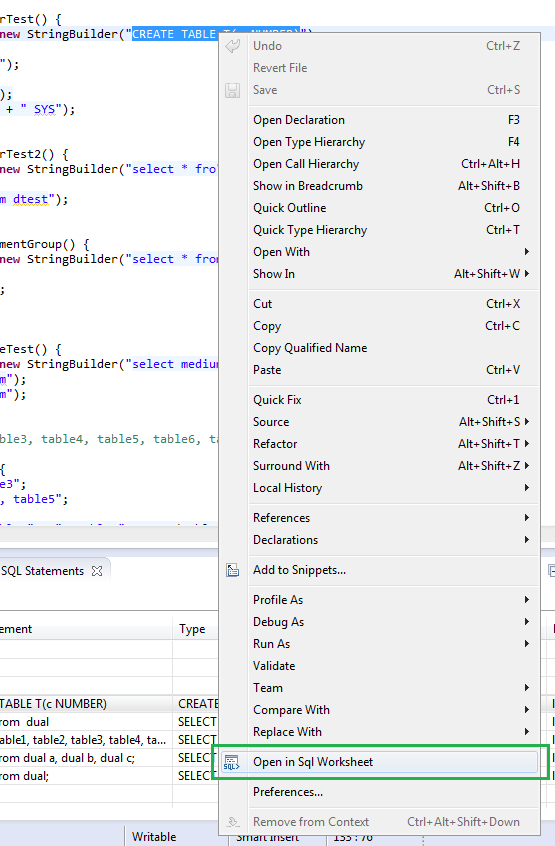 rTest() {
new StringBuilder("CREATE TABLE T(c NUMBER)")
");
);
+ " SYS");
rTest2() {
new StringBuilder("select * fro
m dtest");
mentGroup() {
new StringBuilder("select * from
;
eTest() {
new StringBuilder("select medium
m");
m");
able3, table4, table5, table6, ta
{
e3";
, table5";
Undo Ctrl+Z
Revert File
Save Ctrl+S
Open Declaration F3
Open Type Hierarchy F4
Open Call Hierarchy Ctrl+Alt+H
Show in Breadcrumb Alt+Shift+B
Quick Outline Ctrl+O
Quick Type Hierarchy Ctrl+T
Open With
Show In Alt+Shift+W
Cut Ctrl+X
Copy Ctrl+C
Copy Qualified Name
Paste Ctrl+V
Quick Fix Ctrl+1
Source Alt+Shift+S
Refactor Alt+Shift+T
Surround With Alt+Shift+Z
Local History
References
Declarations
Add to Snippets...
Profile As
Debug As
Run As
Validate
Team
Compare With
Replace With
Open in Sql Worksheet
Preferences...
Remove from Context Ctrl+Alt+Shift+Down
SQL Statements
ement Type
TABLE T(c NUMBER) CREATE
rom dual SELECT
able1, table2, table3, table4, ta... SELECT
rom dual a, dual b, dual c; SELECT
rom dual; SELECT
Writable Smart Insert 133 : 76